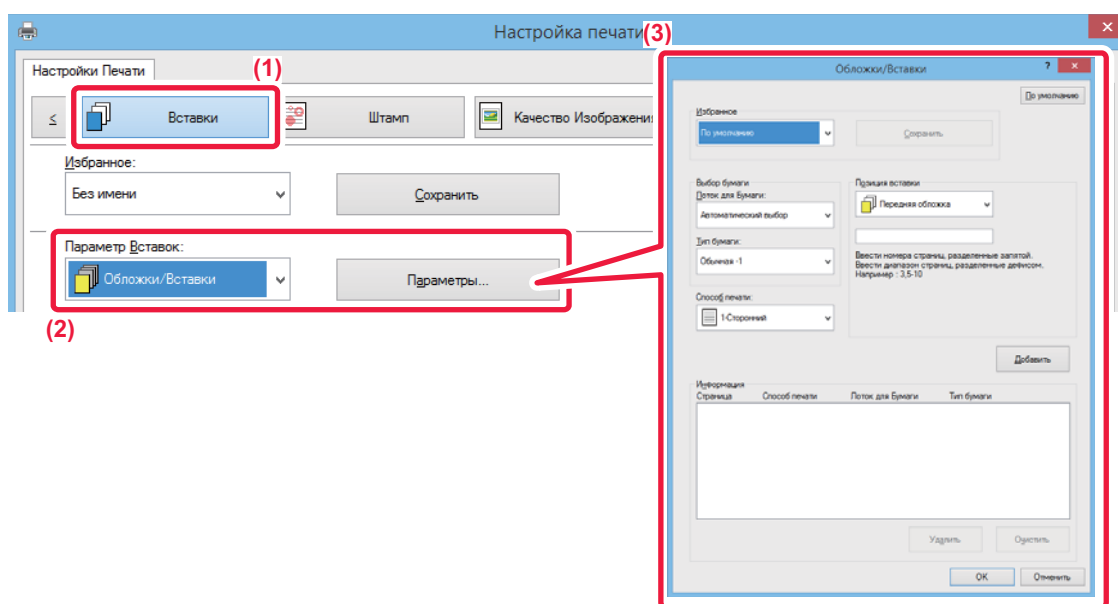 Настройка печати
(3)
Настройки Печати
(1)
≤
Вставки
Штамп
Качество Изображени
Избранное:
Без имени
Сохранить
Параметр Вставок:
Обложки/Вставки
Параметры...
(2)
Обложки/Вставки
?
По умолчанию
Избранное
По умолчанию
Сохранить
Выбор бумаги
Лоток для Бумаги:
Автоматический выбор
Тип бумаги:
Обычная -1
Способ печати:
1-Сторонний
Позиция вставки
Передняя обложка
Ввести номера страниц, разделенные запятой.
Ввести диапазон страниц, разделенные дефисом.
Например : 3,5-10
Добавить
Информация
Страница Способ печати Лоток для Бумаги Тип бумаги
Удалить Очистить
OK Отменить